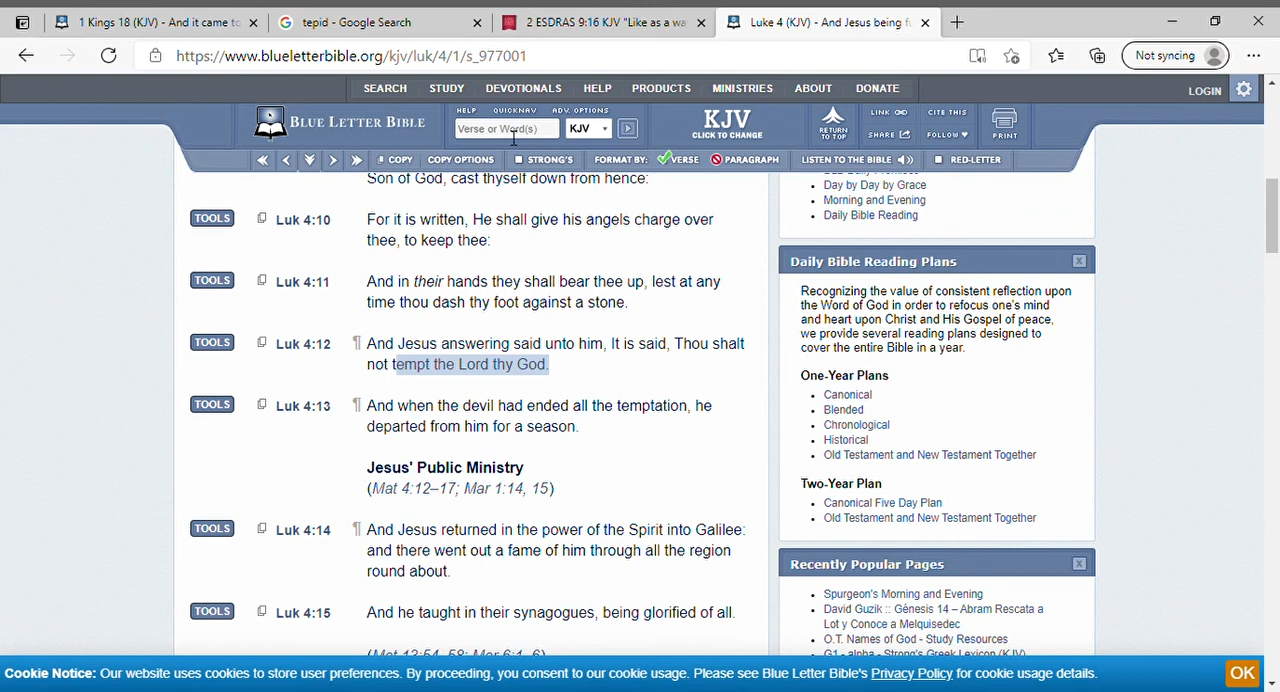 1 Kings 18 (KJV) - And it came to
tepid - Google Search
2 ESDRAS 9:16 KJV "Like as a wa
Luke 4 (KJV) - And Jesus being f
https://www.blueletterbible.org/kjv/luk/4/1/s_977001
Not syncing
SEARCH STUDY DEVOTIONALS HELP PRODUCTS MINISTRIES ABOUT DONATE
LOGIN
BLUE LETTER BIBLE
HELP QUICKNAV ADV. OPTIONS
Verse or Word(s)
KJV
KJV
CLICK TO CHANGE
RETURN
TO TOP
LINK
CITE THIS
SHARE
FOLLOW
PRINT
COPY COPY OPTIONS STRONG'S FORMAT BY: VERSE PARAGRAPH LISTEN TO THE BIBLE RED-LETTER
Son of God, cast thyself down from hence:
TOOLS Luk 4:10 For it is written, He shall give his angels charge over
thee, to keep thee:
TOOLS Luk 4:11 And in their hands they shall bear thee up, lest at any
time thou dash thy foot against a stone.
TOOLS Luk 4:12 ¶ And Jesus answering said unto him, It is said, Thou shalt
not tempt the Lord thy God.
TOOLS Luk 4:13 ¶ And when the devil had ended all the temptation, he
departed from him for a season.
Jesus' Public Ministry
(Mat 4:12–17; Mar 1:14, 15)
TOOLS Luk 4:14 ¶ And Jesus returned in the power of the Spirit into Galilee:
and there went out a fame of him through all the region
round about.
TOOLS Luk 4:15 And he taught in their synagogues, being glorified of all.
(Mat 13:54–58; Mar 6:1–6)
Day by Day by Grace
Morning and Evening
Daily Bible Reading
Daily Bible Reading Plans
Recognizing the value of consistent reflection upon
the Word of God in order to refocus one's mind
and heart upon Christ and His Gospel of peace,
we provide several reading plans designed to
cover the entire Bible in a year.
One-Year Plans
Canonical
Blended
Chronological
Historical
Old Testament and New Testament Together
Two-Year Plan
Canonical Five Day Plan
Old Testament and New Testament Together
Recently Popular Pages
Spurgeon's Morning and Evening
David Guzik :: Génesis 14 – Abram Rescata a
Lot y Conoce a Melquisedec
O.T. Names of God - Study Resources
G1 - alpha - Strong's Greek Lexicon (KJV)
Cookie Notice: Our website uses cookies to store user preferences. By proceeding, you consent to our cookie usage. Please see Blue Letter Bible's Privacy Policy for cookie usage details.
OK